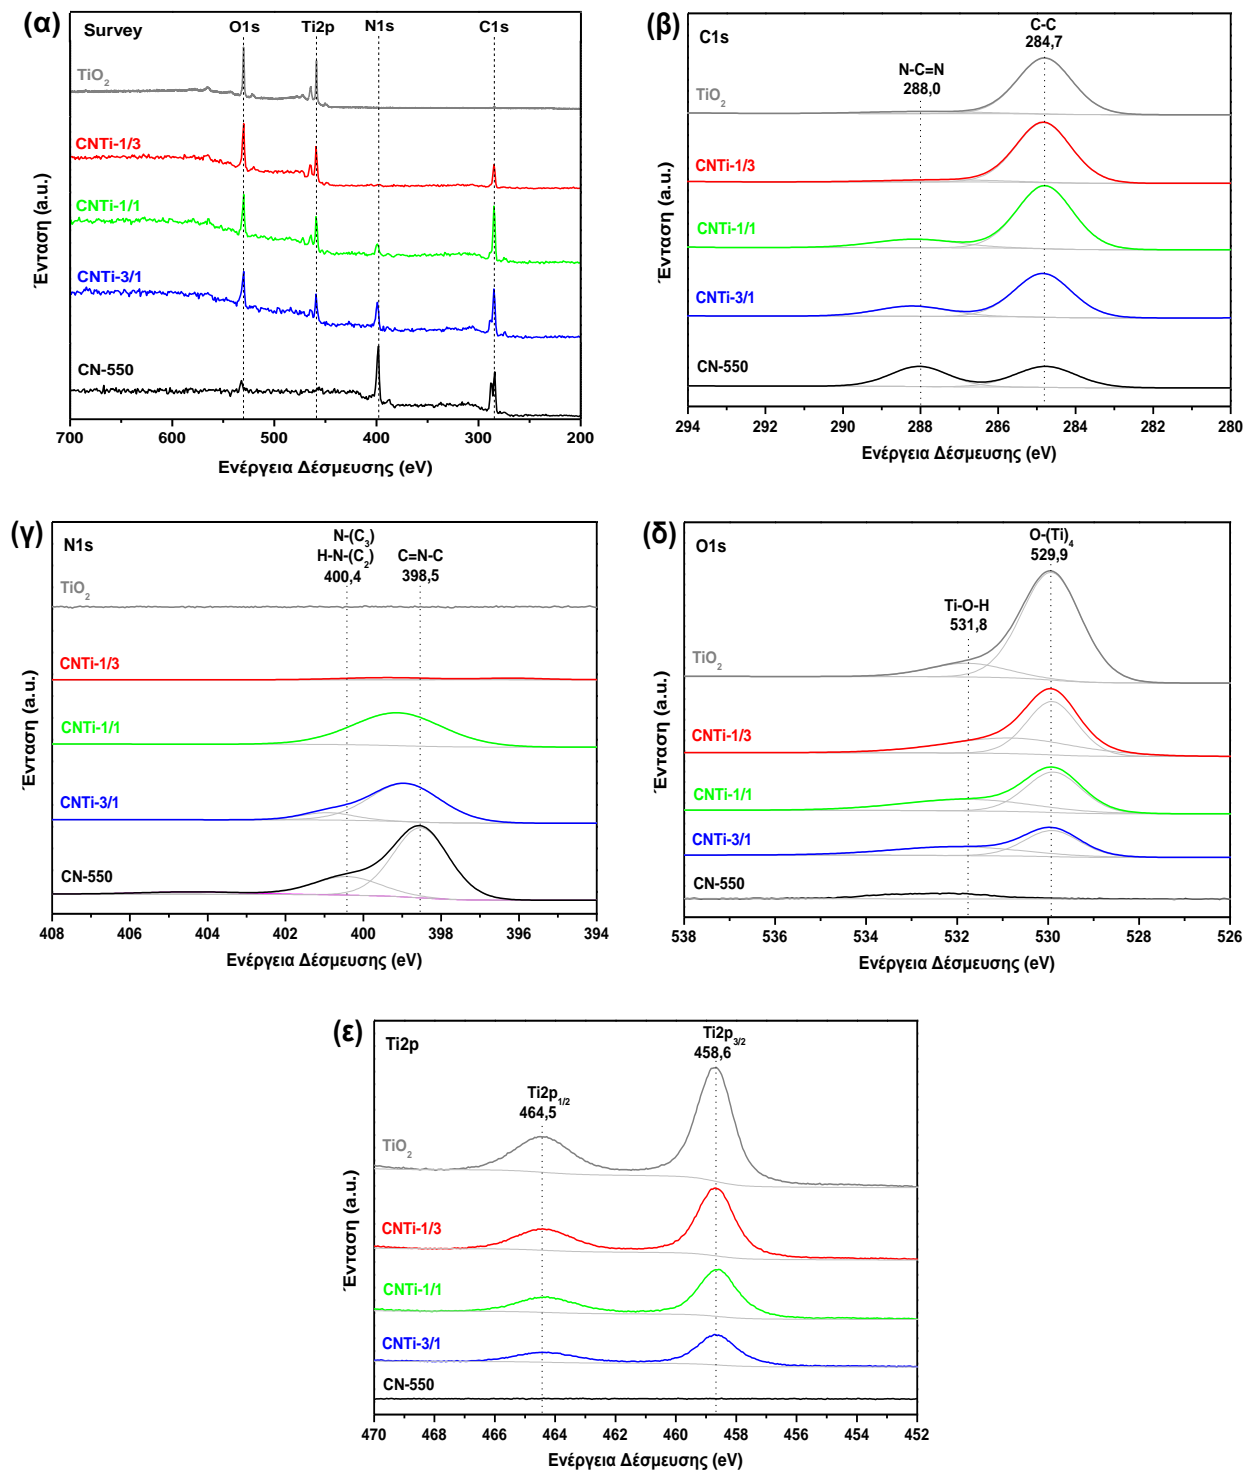 (α)
Survey
O1s
Ti2p
N1s
C1s
TiO2
CNTi-1/3
CNTi-1/1
CNTi-3/1
CN-550
Ένταση (a.u.)
700 600 500 400 300 200
Ενέργεια Δέσμευσης (eV)
(β)
C1s
C-C
284,7
N-C=N
288,0
TiO2
CNTi-1/3
CNTi-1/1
CNTi-3/1
CN-550
Ένταση (a.u.)
294 292 290 288 286 284 282 280
Ενέργεια Δέσμευσης (eV)
(γ)
N1s
N-(C3)
H-N-(C2)
400,4
C=N-C
398,5
TiO2
CNTi-1/3
CNTi-1/1
CNTi-3/1
CN-550
Ένταση (a.u.)
408 406 404 402 400 398 396 394
Ενέργεια Δέσμευσης (eV)
(δ)
O1s
O-(Ti)4
529,9
Ti-O-H
531,8
TiO2
CNTi-1/3
CNTi-1/1
CNTi-3/1
CN-550
Ένταση (a.u.)
538 536 534 532 530 528 526
Ενέργεια Δέσμευσης (eV)
(ε)
Ti2p
Ti2p3/2
458,6
Ti2p1/2
464,5
TiO2
CNTi-1/3
CNTi-1/1
CNTi-3/1
CN-550
Ένταση (a.u.)
470 468 466 464 462 460 458 456 454 452
Ενέργεια Δέσμευσης (eV)